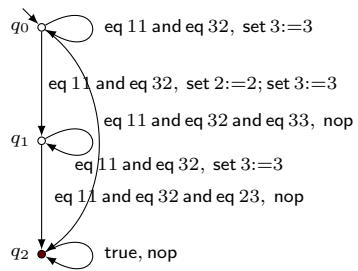 q0 eq 11 and eq 32, set 3:=3
eq 11 and eq 32, set 2:=2; set 3:=3
eq 11 and eq 32 and eq 33, nop
q1
eq 11 and eq 32, set 3:=3
eq 11 and eq 32 and eq 23, nop
q2 true, nop